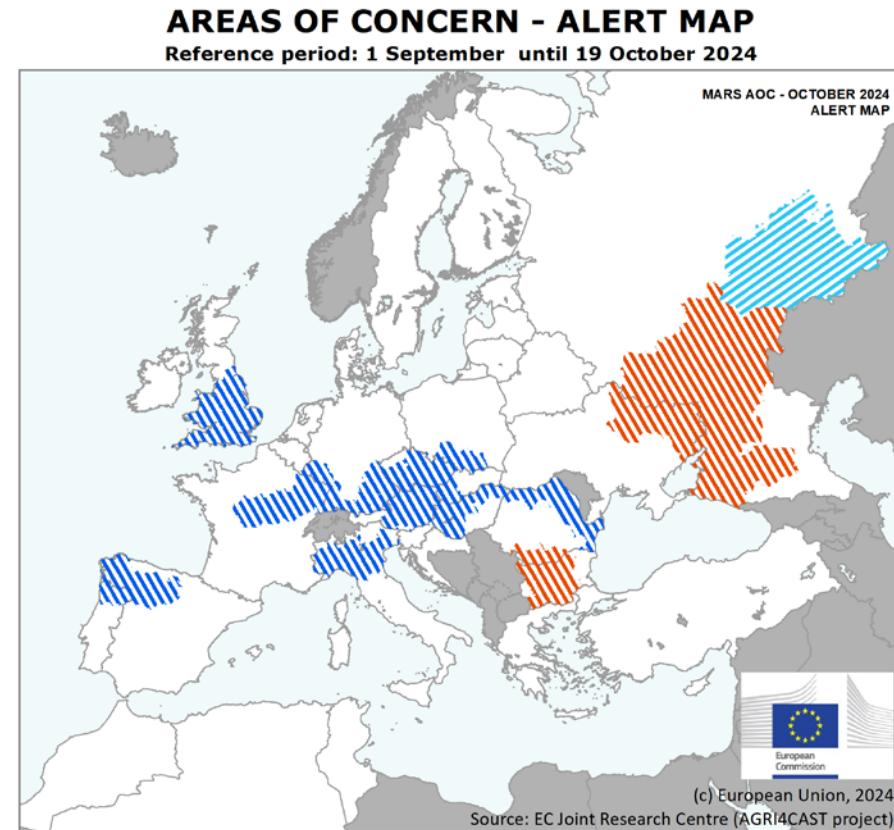 AREAS OF CONCERN - ALERT MAP
Reference period: 1 September until 19 October 2024
MARS AOC - OCTOBER 2024
ALERT MAP
European
Commission
(c) European Union, 2024
Source: EC Joint Research Centre (AGRI4CAST project)